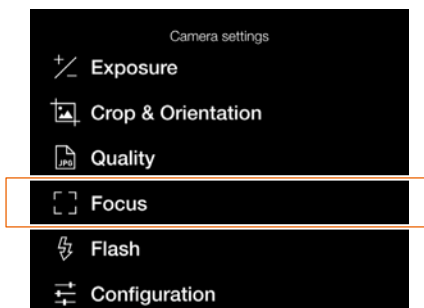 Camera settings
Exposure
Crop & Orientation
JPG
Quality
Focus
Flash
Configuration